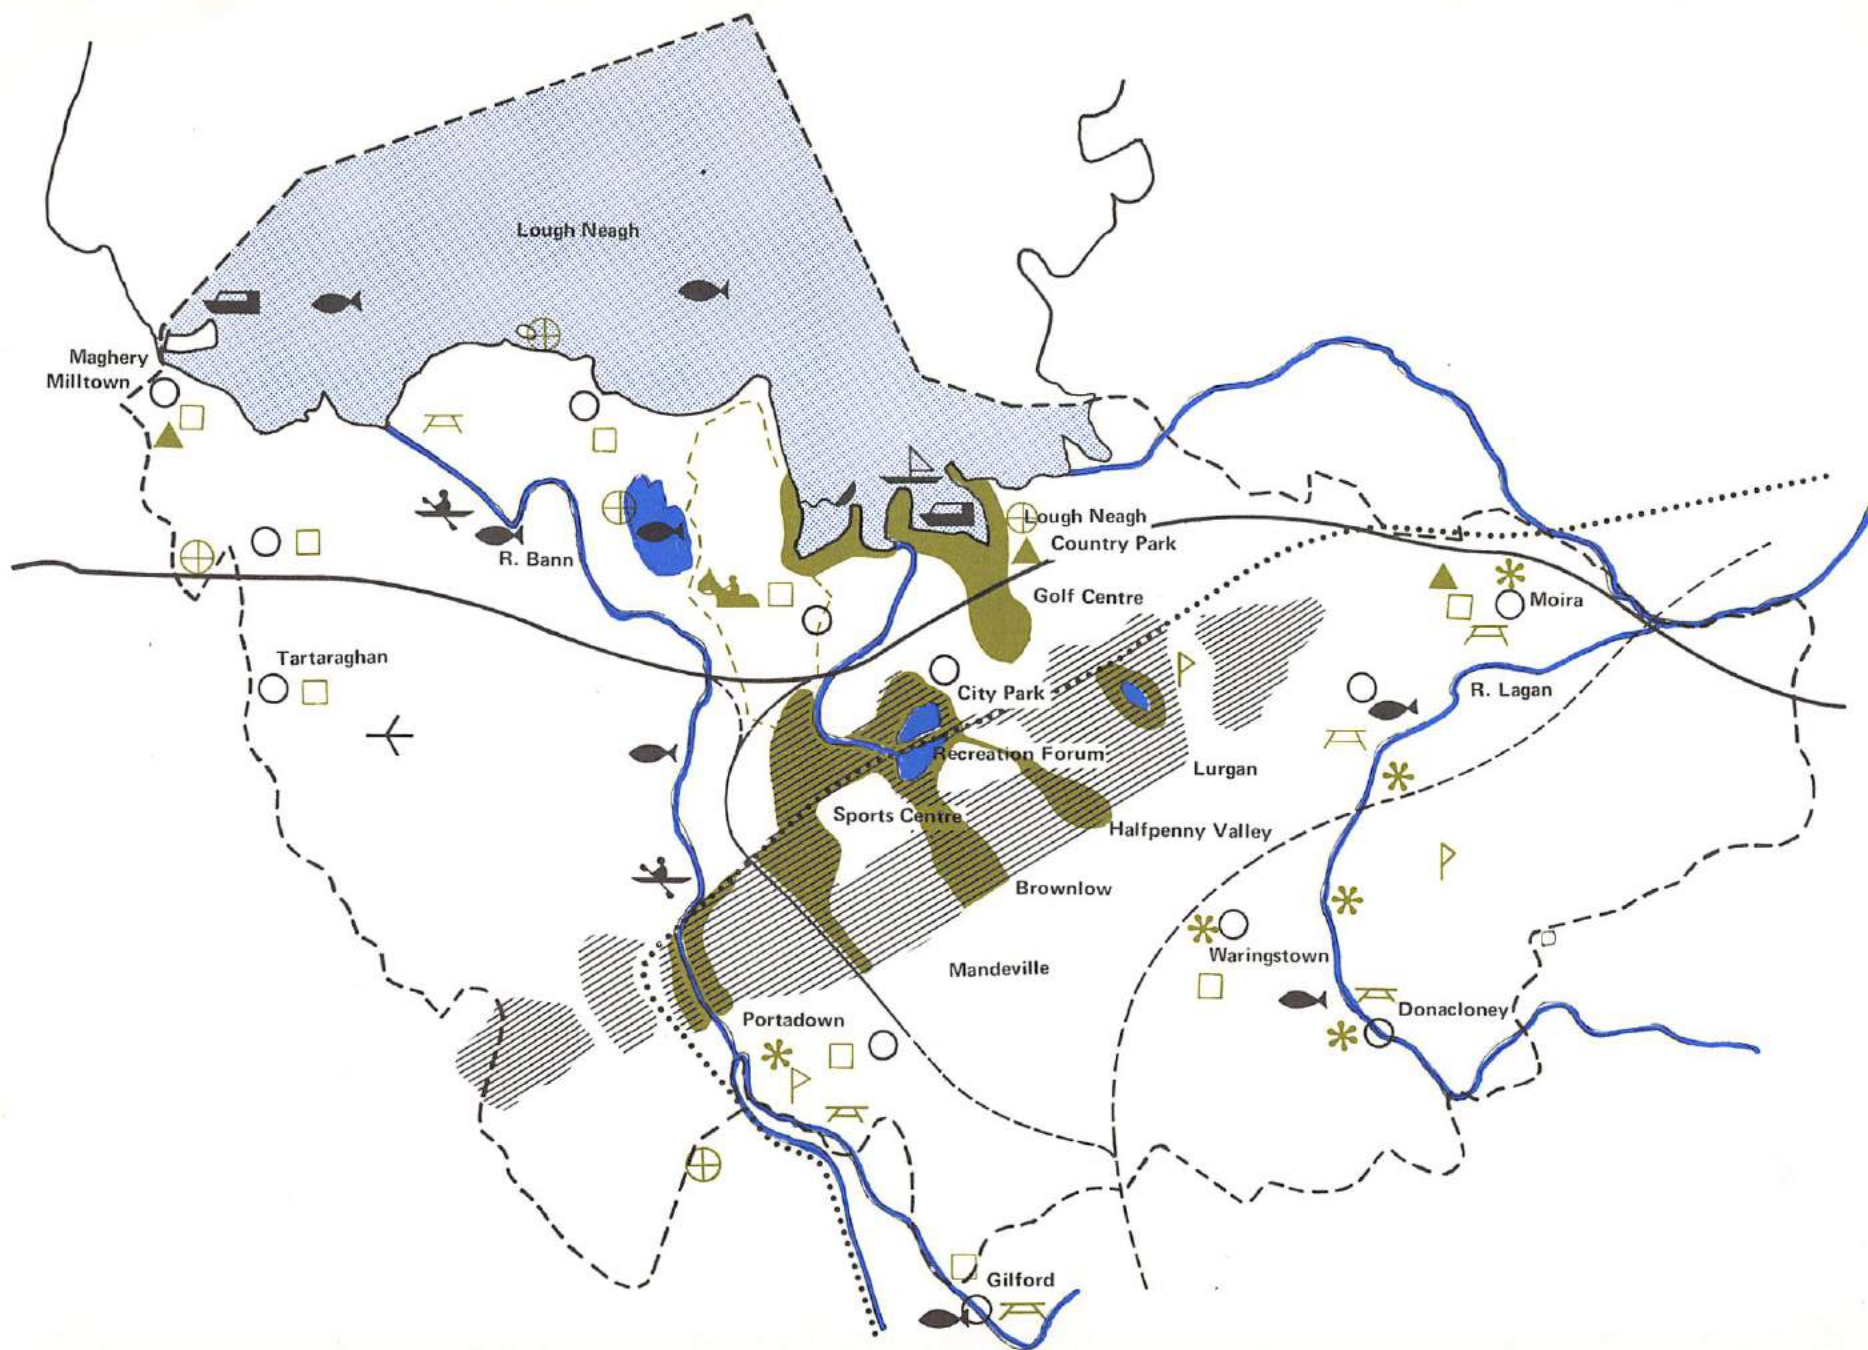 Lough Neagh
Maghery
Milltown
R. Bann
Lough Neagh
Country Park
Golf Centre
Moira
Tartaraghan
City Park
R. Lagan
Recreation Forum
Lurgan
Sports Centre
Halfpenny Valley
Brownlow
Waringstown
Mandeville
Donacloney
Portadown
Gilford